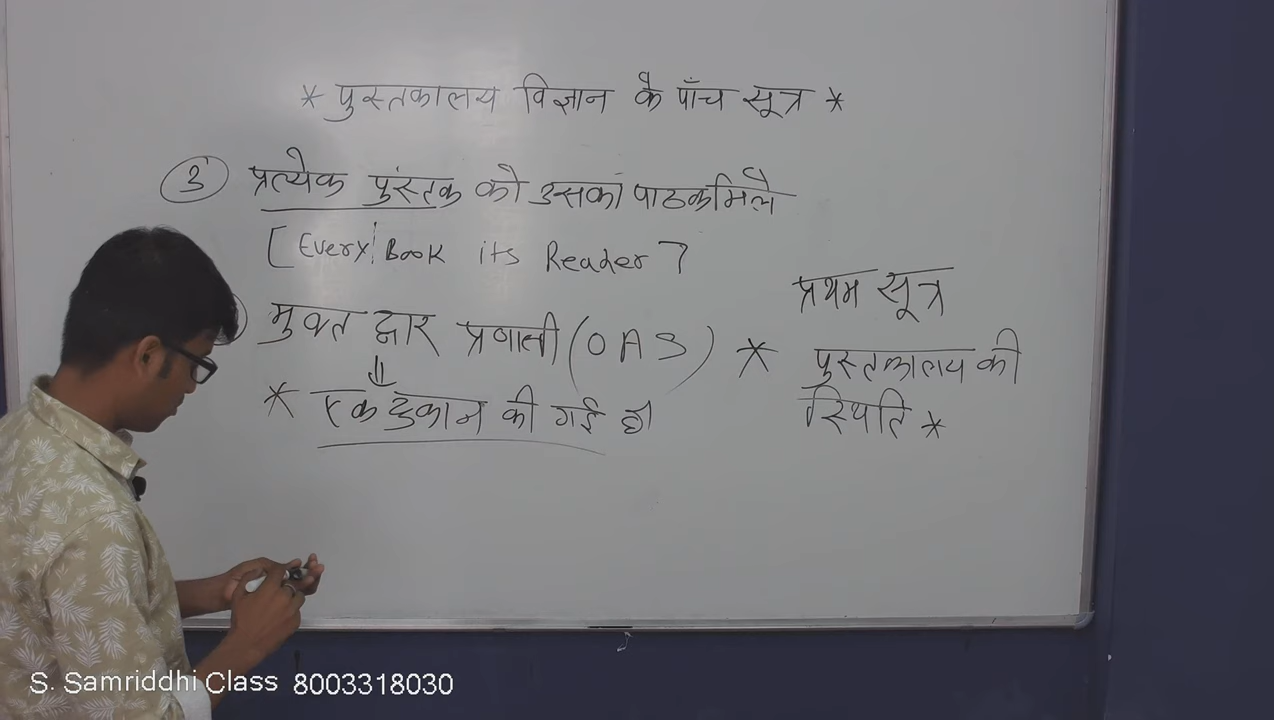 * पुस्तकालय विज्ञान के पाँच सूत्र *
3 प्रत्येक पुस्तक को उसका पाठक मिले
[Every Book its Reader]
मुक्त द्वार प्रणाली (OAS)
⇓
* एक दुकान की गई हो
प्रथम सूत्र
* पुस्तकालय की
स्थिति *
S. Samriddhi Class 8003318030